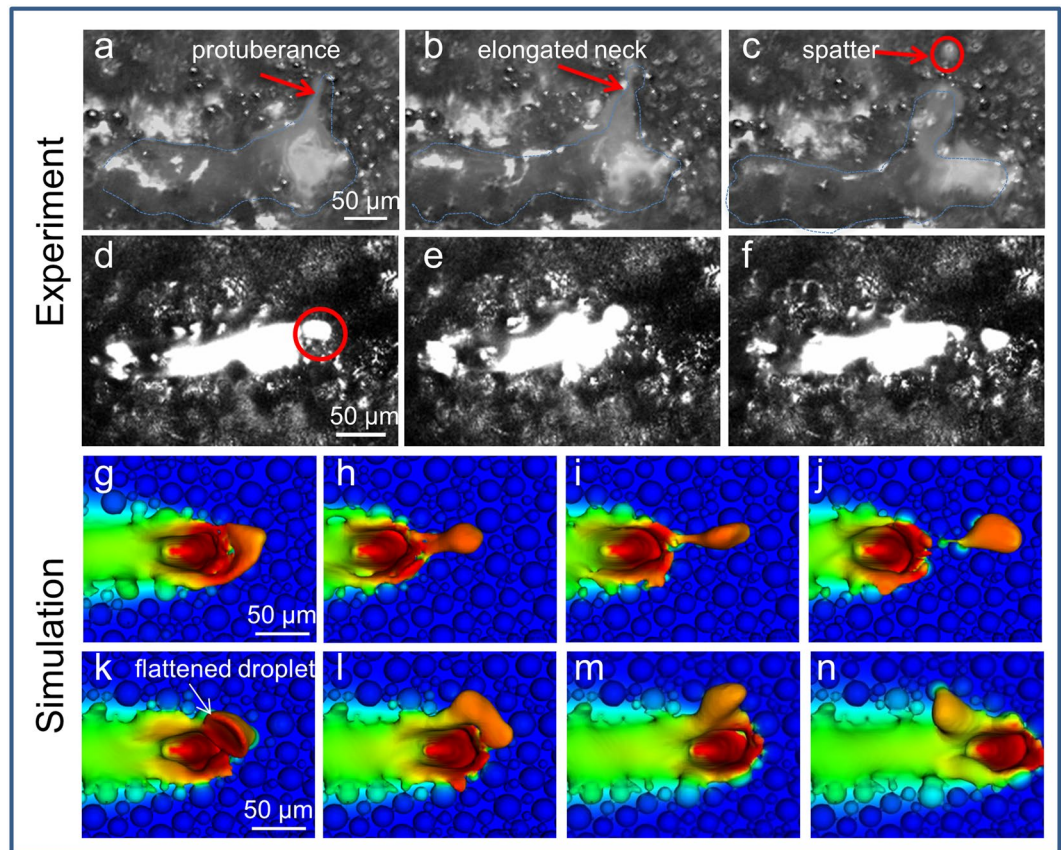 Experiment
a protuberance
b elongated neck
c spatter
50 µm
d
e
f
50 µm
Simulation
g
h
i
j
50 µm
k flattened droplet
l
m
n
50 µm